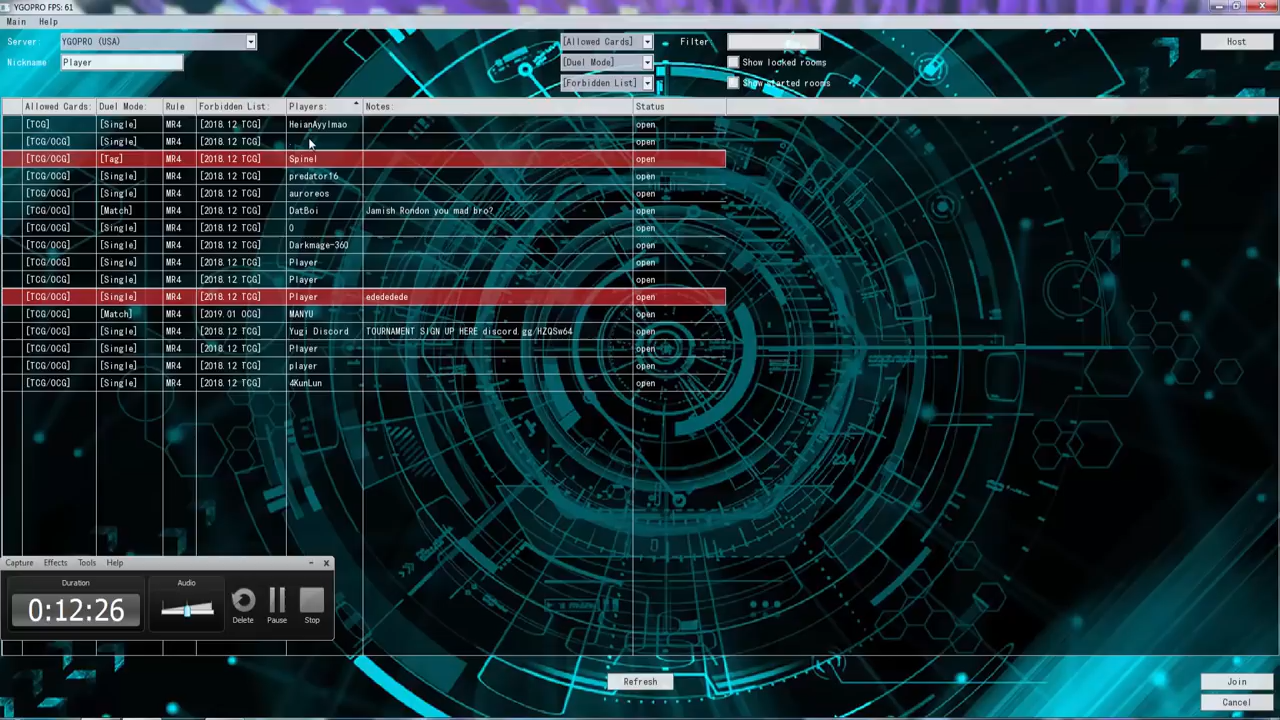 YGOPRO FPS: 61
Main Help
Server: YGOPRO (USA) [Allowed Cards] Filter Host
Nickname Player [Duel Mode] Show locked rooms
[Forbidden List] Show started rooms
Allowed Cards: Duel Mode: Rule Forbidden List: Players: Notes: Status
[TCG] [Single] MR4 [2018.12 TCG] HeianAyylmao open
[TCG/OCG] [Single] MR4 [2018.12 TCG] open
[TCG/OCG] [Tag] MR4 [2018.12 TCG] Spinel open
[TCG/OCG] [Single] MR4 [2018.12 TCG] predator16 open
[TCG/OCG] [Single] MR4 [2018.12 TCG] auroreos open
[TCG/OCG] [Match] MR4 [2018.12 TCG] DatBoi Jamish Rondon you mad bro? open
[TCG/OCG] [Single] MR4 [2018.12 TCG] 0 open
[TCG/OCG] [Single] MR4 [2018.12 TCG] Darkmage-360 open
[TCG/OCG] [Single] MR4 [2018.12 TCG] Player open
[TCG/OCG] [Single] MR4 [2018.12 TCG] Player open
[TCG/OCG] [Single] MR4 [2018.12 TCG] Player edededede open
[TCG/OCG] [Match] MR4 [2019.01 OCG] MANYU open
[TCG/OCG] [Single] MR4 [2018.12 TCG] Yugi Discord TOURNAMENT SIGN UP HERE discord.gg/HZQSw64 open
[TCG/OCG] [Single] MR4 [2018.12 TCG] Player open
[TCG/OCG] [Single] MR4 [2018.12 TCG] player open
[TCG/OCG] [Single] MR4 [2018.12 TCG] 4KunLun open
Capture Effects Tools Help
Duration Audio
0:12:26
Delete Pause Stop
Refresh Join
Cancel